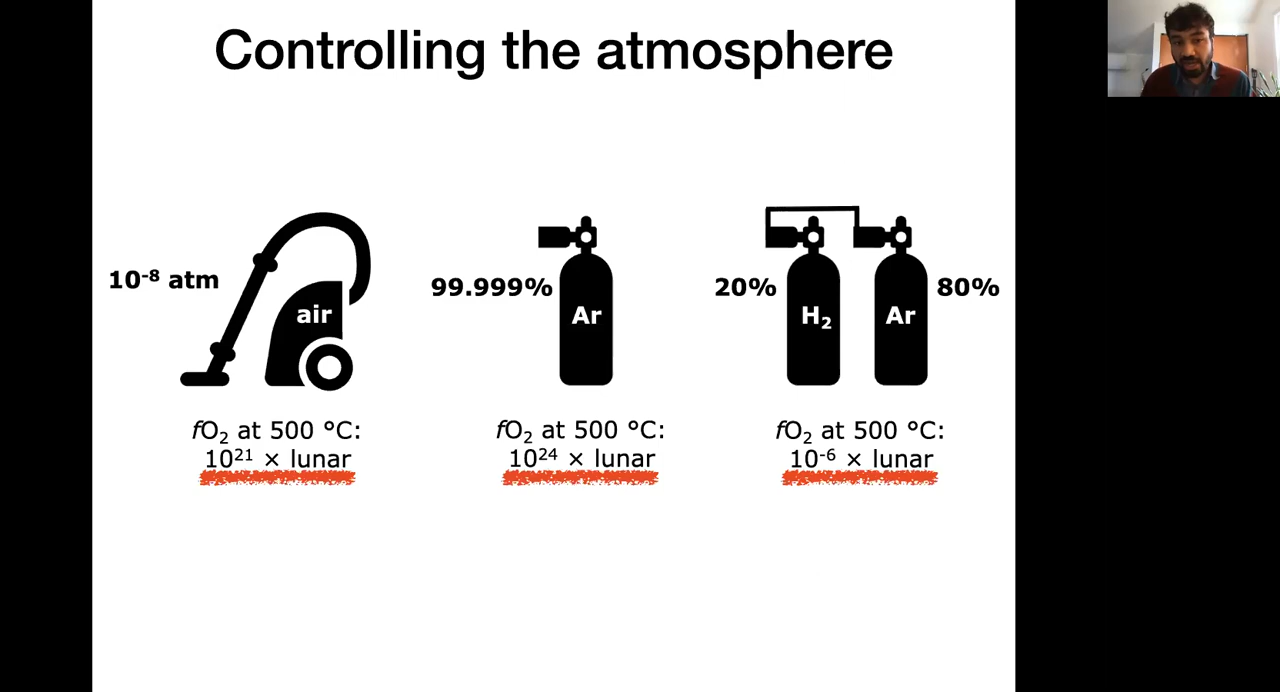 Controlling the atmosphere
10⁻⁸ atm
air
99.999%
Ar
20%
H₂
Ar
80%
fO₂ at 500 °C:
10²¹ × lunar
fO₂ at 500 °C:
10²⁴ × lunar
fO₂ at 500 °C:
10⁻⁶ × lunar